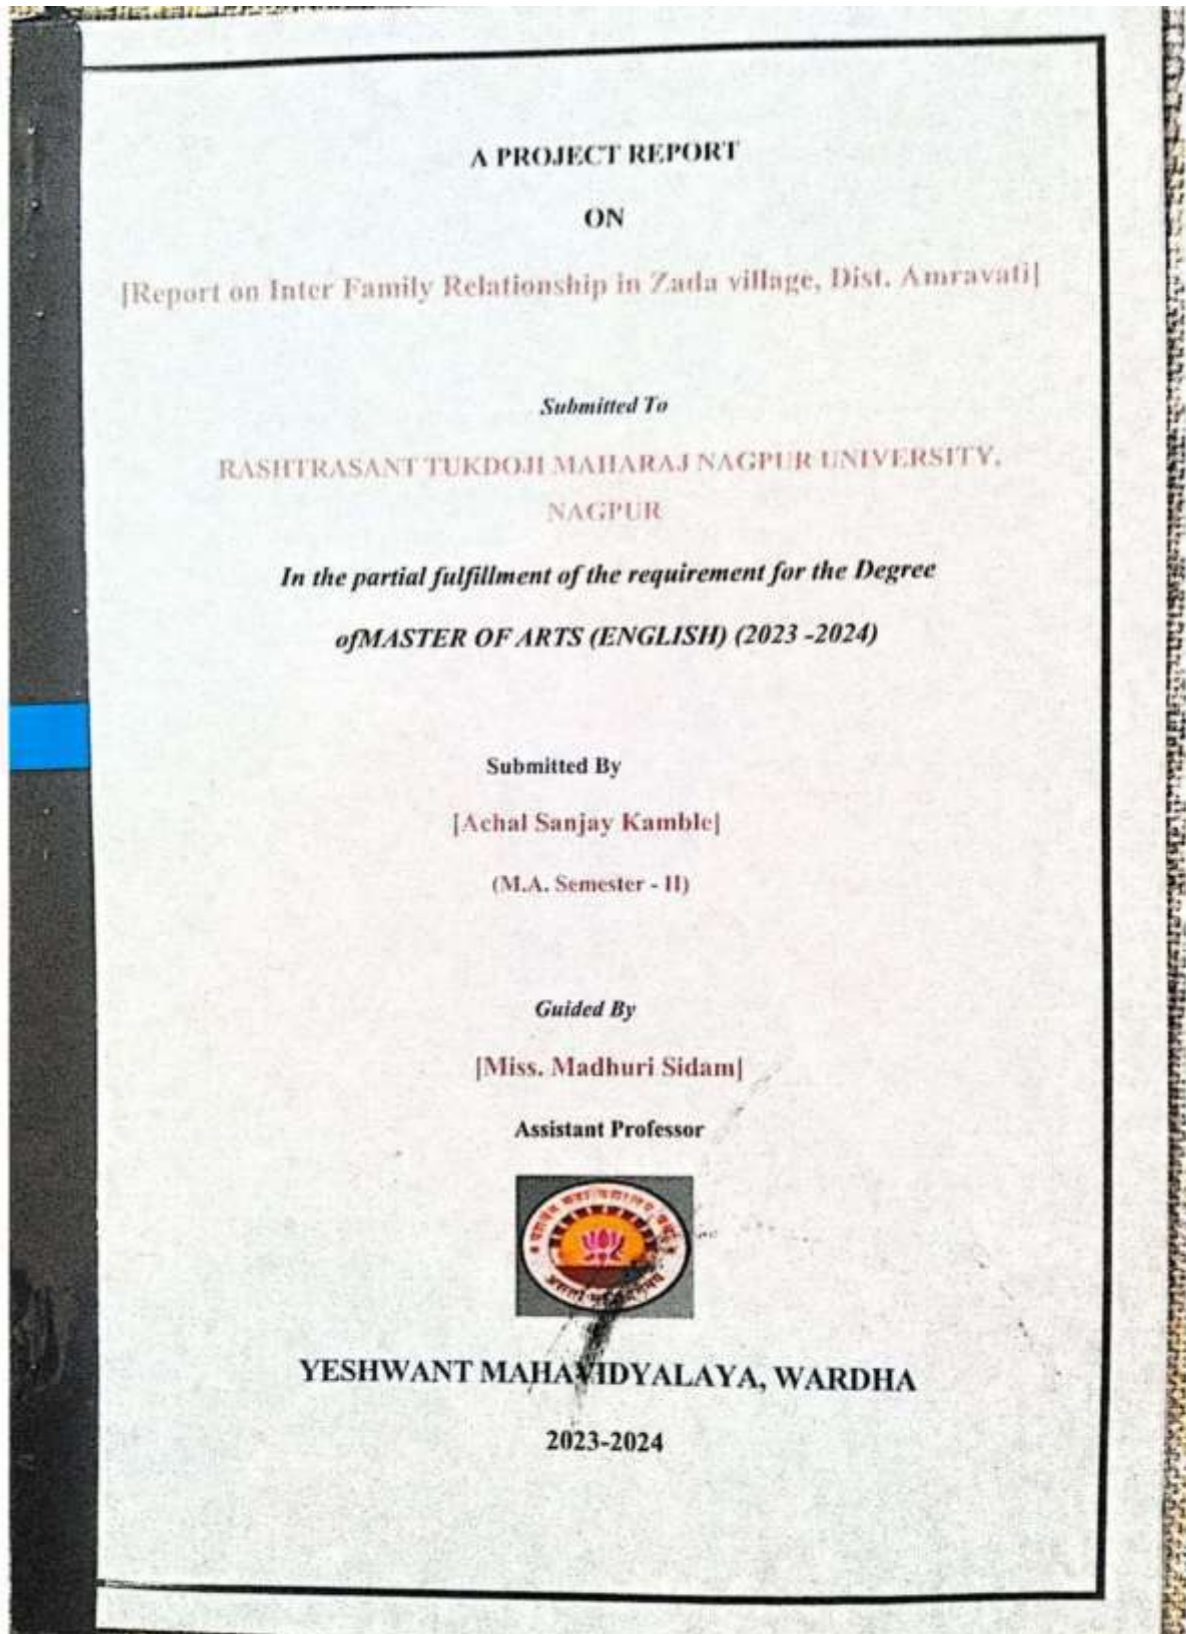 A PROJECT REPORT
ON
[Report on Inter Family Relationship in Zada village, Dist. Amravati]
Submitted To
RASHTRASANT TUKDOJI MAHARAJ NAGPUR UNIVERSITY,
NAGPUR
In the partial fulfillment of the requirement for the Degree
ofMASTER OF ARTS (ENGLISH) (2023 -2024)
Submitted By
[Achal Sanjay Kamble]
(M.A. Semester - II)
Guided By
[Miss. Madhuri Sidam]
Assistant Professor
YESHWANT MAHAVIDYALAYA, WARDHA
2023-2024